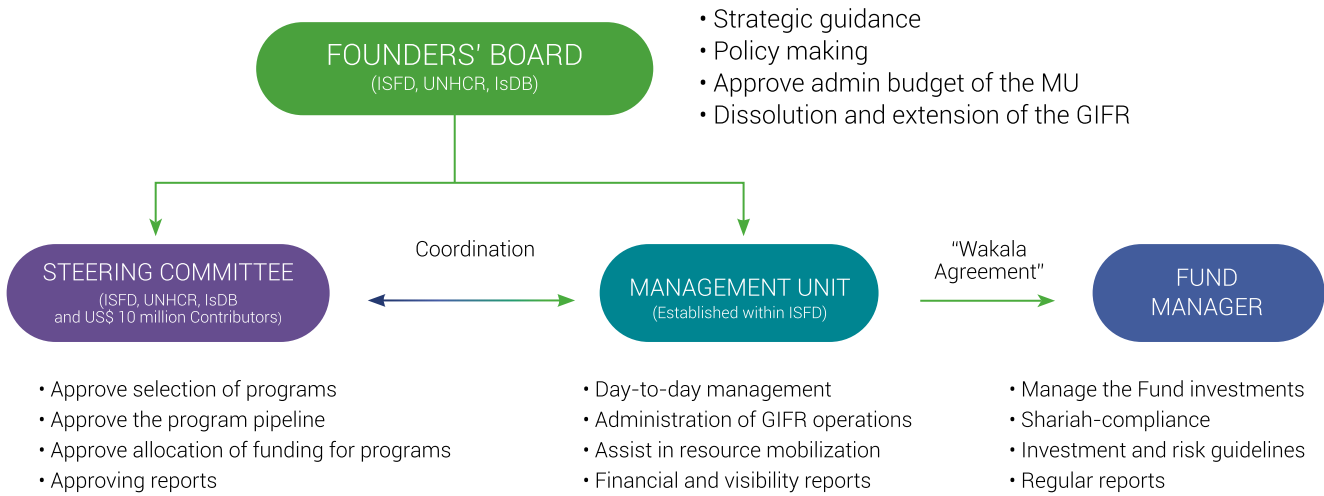 FOUNDERS' BOARD
(ISFD, UNHCR, IsDB)
• Strategic guidance
• Policy making
• Approve admin budget of the MU
• Dissolution and extension of the GIFR
STEERING COMMITTEE
(ISFD, UNHCR, IsDB
and US$ 10 million Contributors)
Coordination
MANAGEMENT UNIT
(Established within ISFD)
“Wakala
Agreement”
FUND
MANAGER
• Approve selection of programs
• Approve the program pipeline
• Approve allocation of funding for programs
• Approving reports
• Day-to-day management
• Administration of GIFR operations
• Assist in resource mobilization
• Financial and visibility reports
• Manage the Fund investments
• Shariah-compliance
• Investment and risk guidelines
• Regular reports